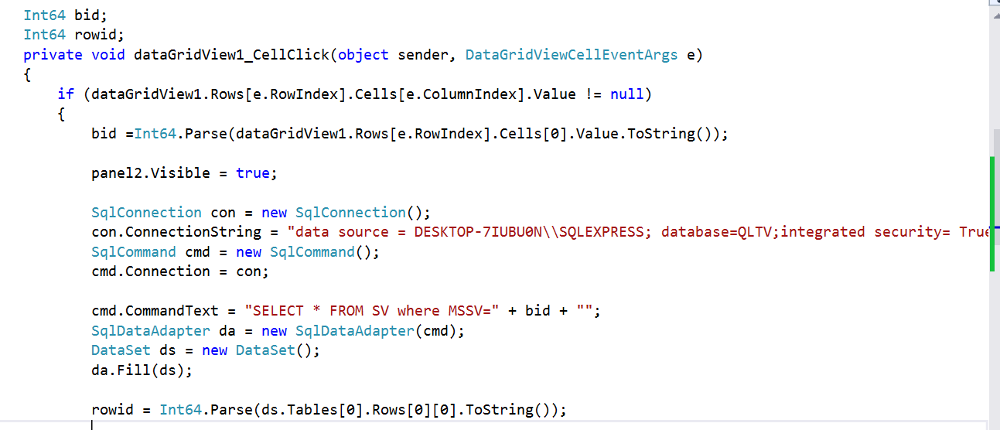 Int64 bid;
Int64 rowid;
private void dataGridView1_CellClick(object sender, DataGridViewCellEventArgs e)
{
if (dataGridView1.Rows[e.RowIndex].Cells[e.ColumnIndex].Value != null)
{
bid =Int64.Parse(dataGridView1.Rows[e.RowIndex].Cells[0].Value.ToString());
panel2.Visible = true;
SqlConnection con = new SqlConnection();
con.ConnectionString = "data source = DESKTOP-7IUBU0N\\SQLEXPRESS; database=QLTV;integrated security= True
SqlCommand cmd = new SqlCommand();
cmd.Connection = con;
cmd.CommandText = "SELECT * FROM SV where MSSV=" + bid + "";
SqlDataAdapter da = new SqlDataAdapter(cmd);
DataSet ds = new DataSet();
da.Fill(ds);
rowid = Int64.Parse(ds.Tables[0].Rows[0][0].ToString());